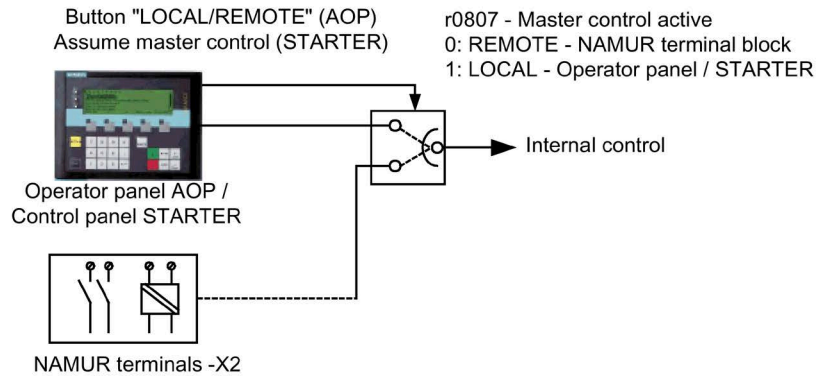 Button "LOCAL/REMOTE" (AOP)
Assume master control (STARTER)
r0807 - Master control active
0: REMOTE - NAMUR terminal block
1: LOCAL - Operator panel / STARTER
Internal control
Operator panel AOP /
Control panel STARTER
NAMUR terminals -X2